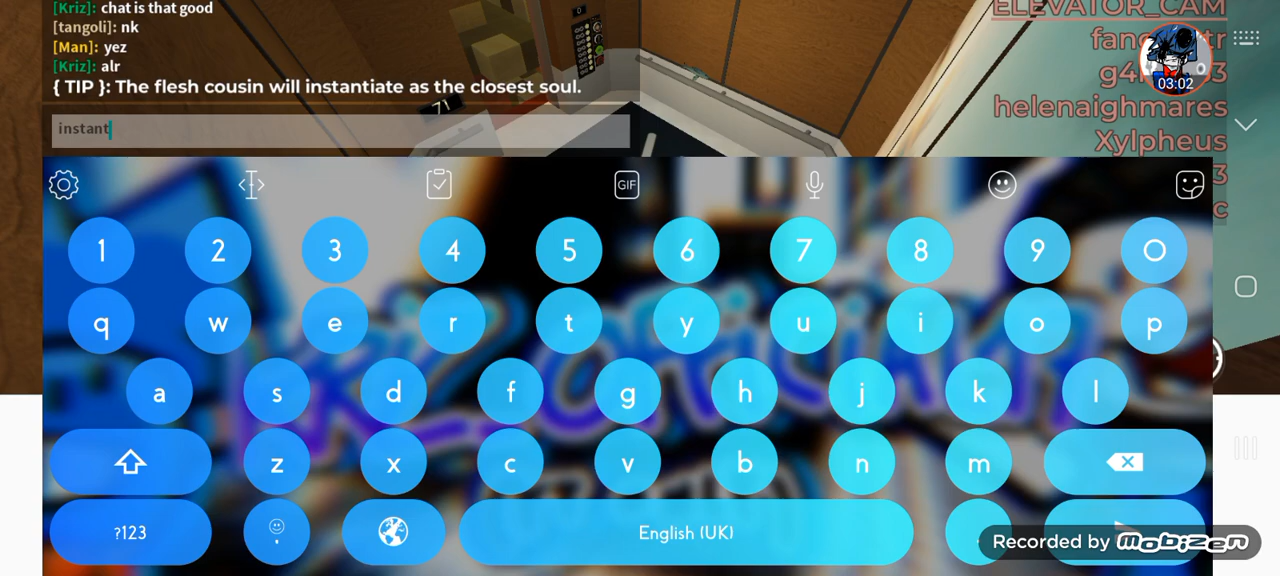 [Kriz]: chat is that good
[tangoli]: nk
[Man]: yez
[Kriz]: alr
{ TIP }: The flesh cousin will instantiate as the closest soul.
instant
71
ELEVATOR_CAM
helenaighmares
Xylpheus
03:02
GIF
1 2 3 4 5 6 7 8 9 0
q w e r t y u i o p
a s d f g h j k l
z x c v b n m
?123
English (UK)
Recorded by mobizen